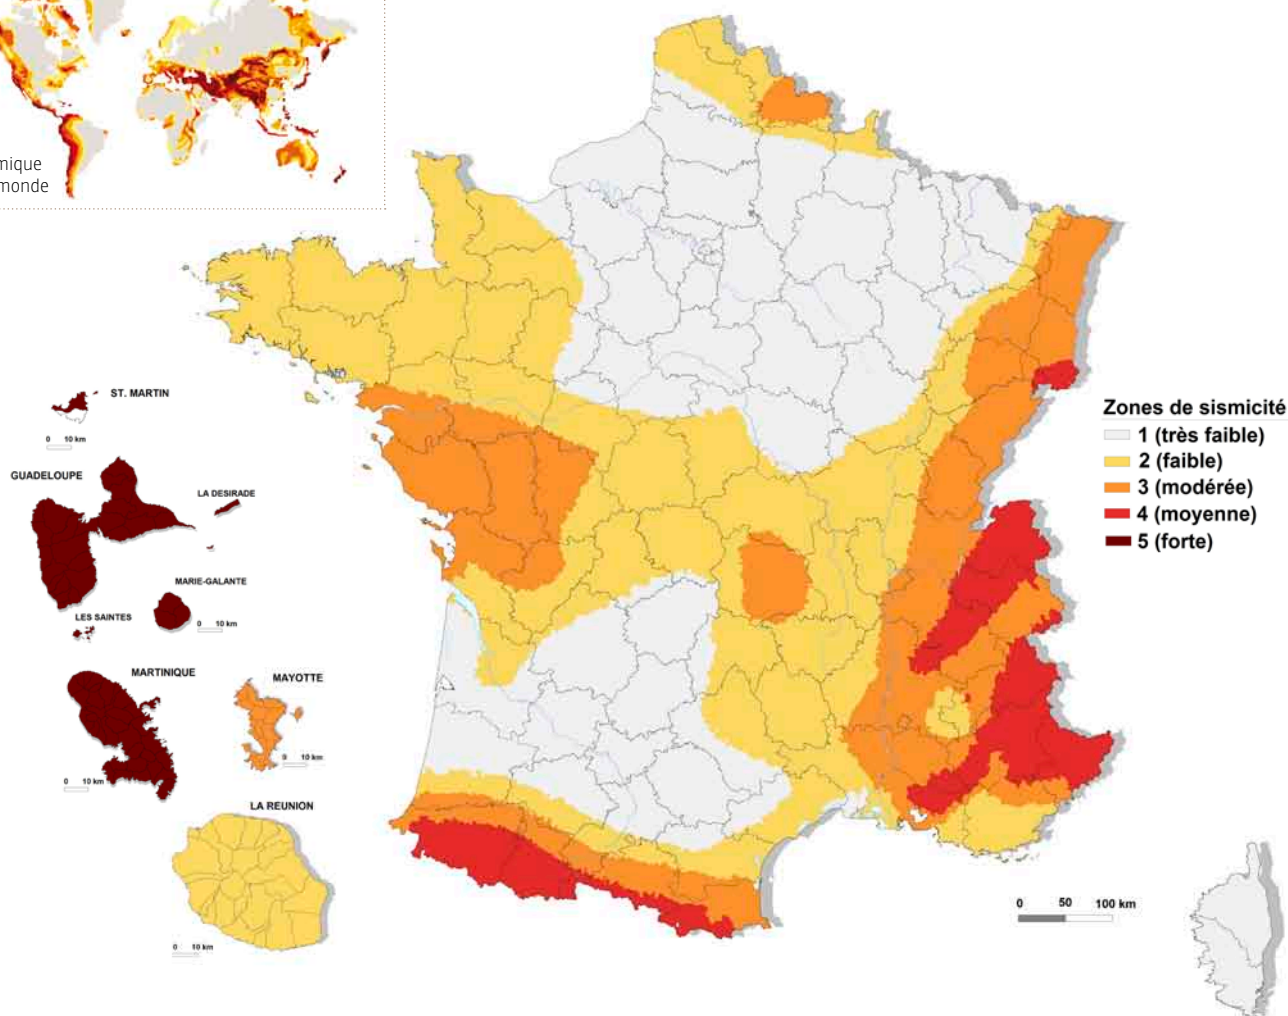 mique
monde
ST. MARTIN
0 10 km
GUADELOUPE
LA DESIRADE
MARIE-GALANTE
LES SAINTES
0 10 km
MARTINIQUE
MAYOTTE
0 10 km
0 10 km
LA REUNION
0 10 km
Zones de sismicité
1 (très faible)
2 (faible)
3 (modérée)
4 (moyenne)
5 (forte)
0 50 100 km